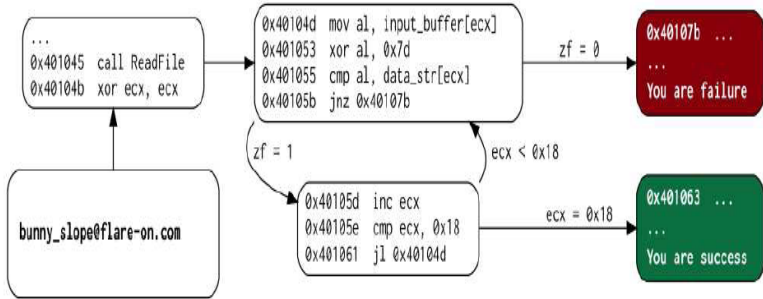 ...
0x401045 call ReadFile
0x40104b xor ecx, ecx
0x40104d mov al, input_buffer[ecx]
0x401053 xor al, 0x7d
0x401055 cmp al, data_str[ecx]
0x40105b jnz 0x40107b
zf = 0
0x40107b ...
...
You are failure
zf = 1
ecx < 0x18
bunny_slope@flare-on.com
0x40105d inc ecx
0x40105e cmp ecx, 0x18
0x401061 jl 0x40104d
ecx = 0x18
0x401063 ...
...
You are success